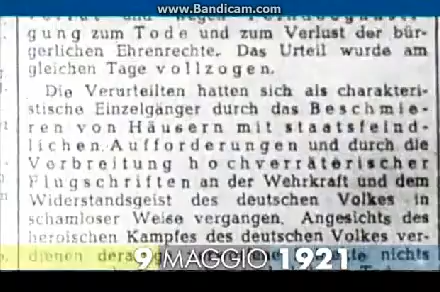 www.Bandicam.com
gung zum Tode und zum Verlust der bür-
gerlichen Ehrenrechte. Das Urteil wurde am
gleichen Tage vollzogen.
Die Verurteilten hatten sich als charakteri-
stische Einzelgänger durch das Beschmie-
ren von Häusern mit staatsfeind-
lichen Aufforderungen und durch die
Verbreitung hochverräterischer
Flugschriften an der Wehrkraft und dem
Widerstandsgeist des deutschen Volkes in
schamloser Weise vergangen. Angesichts des
heroischen Kampfes des deutschen Volkes ver-
dienen
nichts
9 MAGGIO 1921